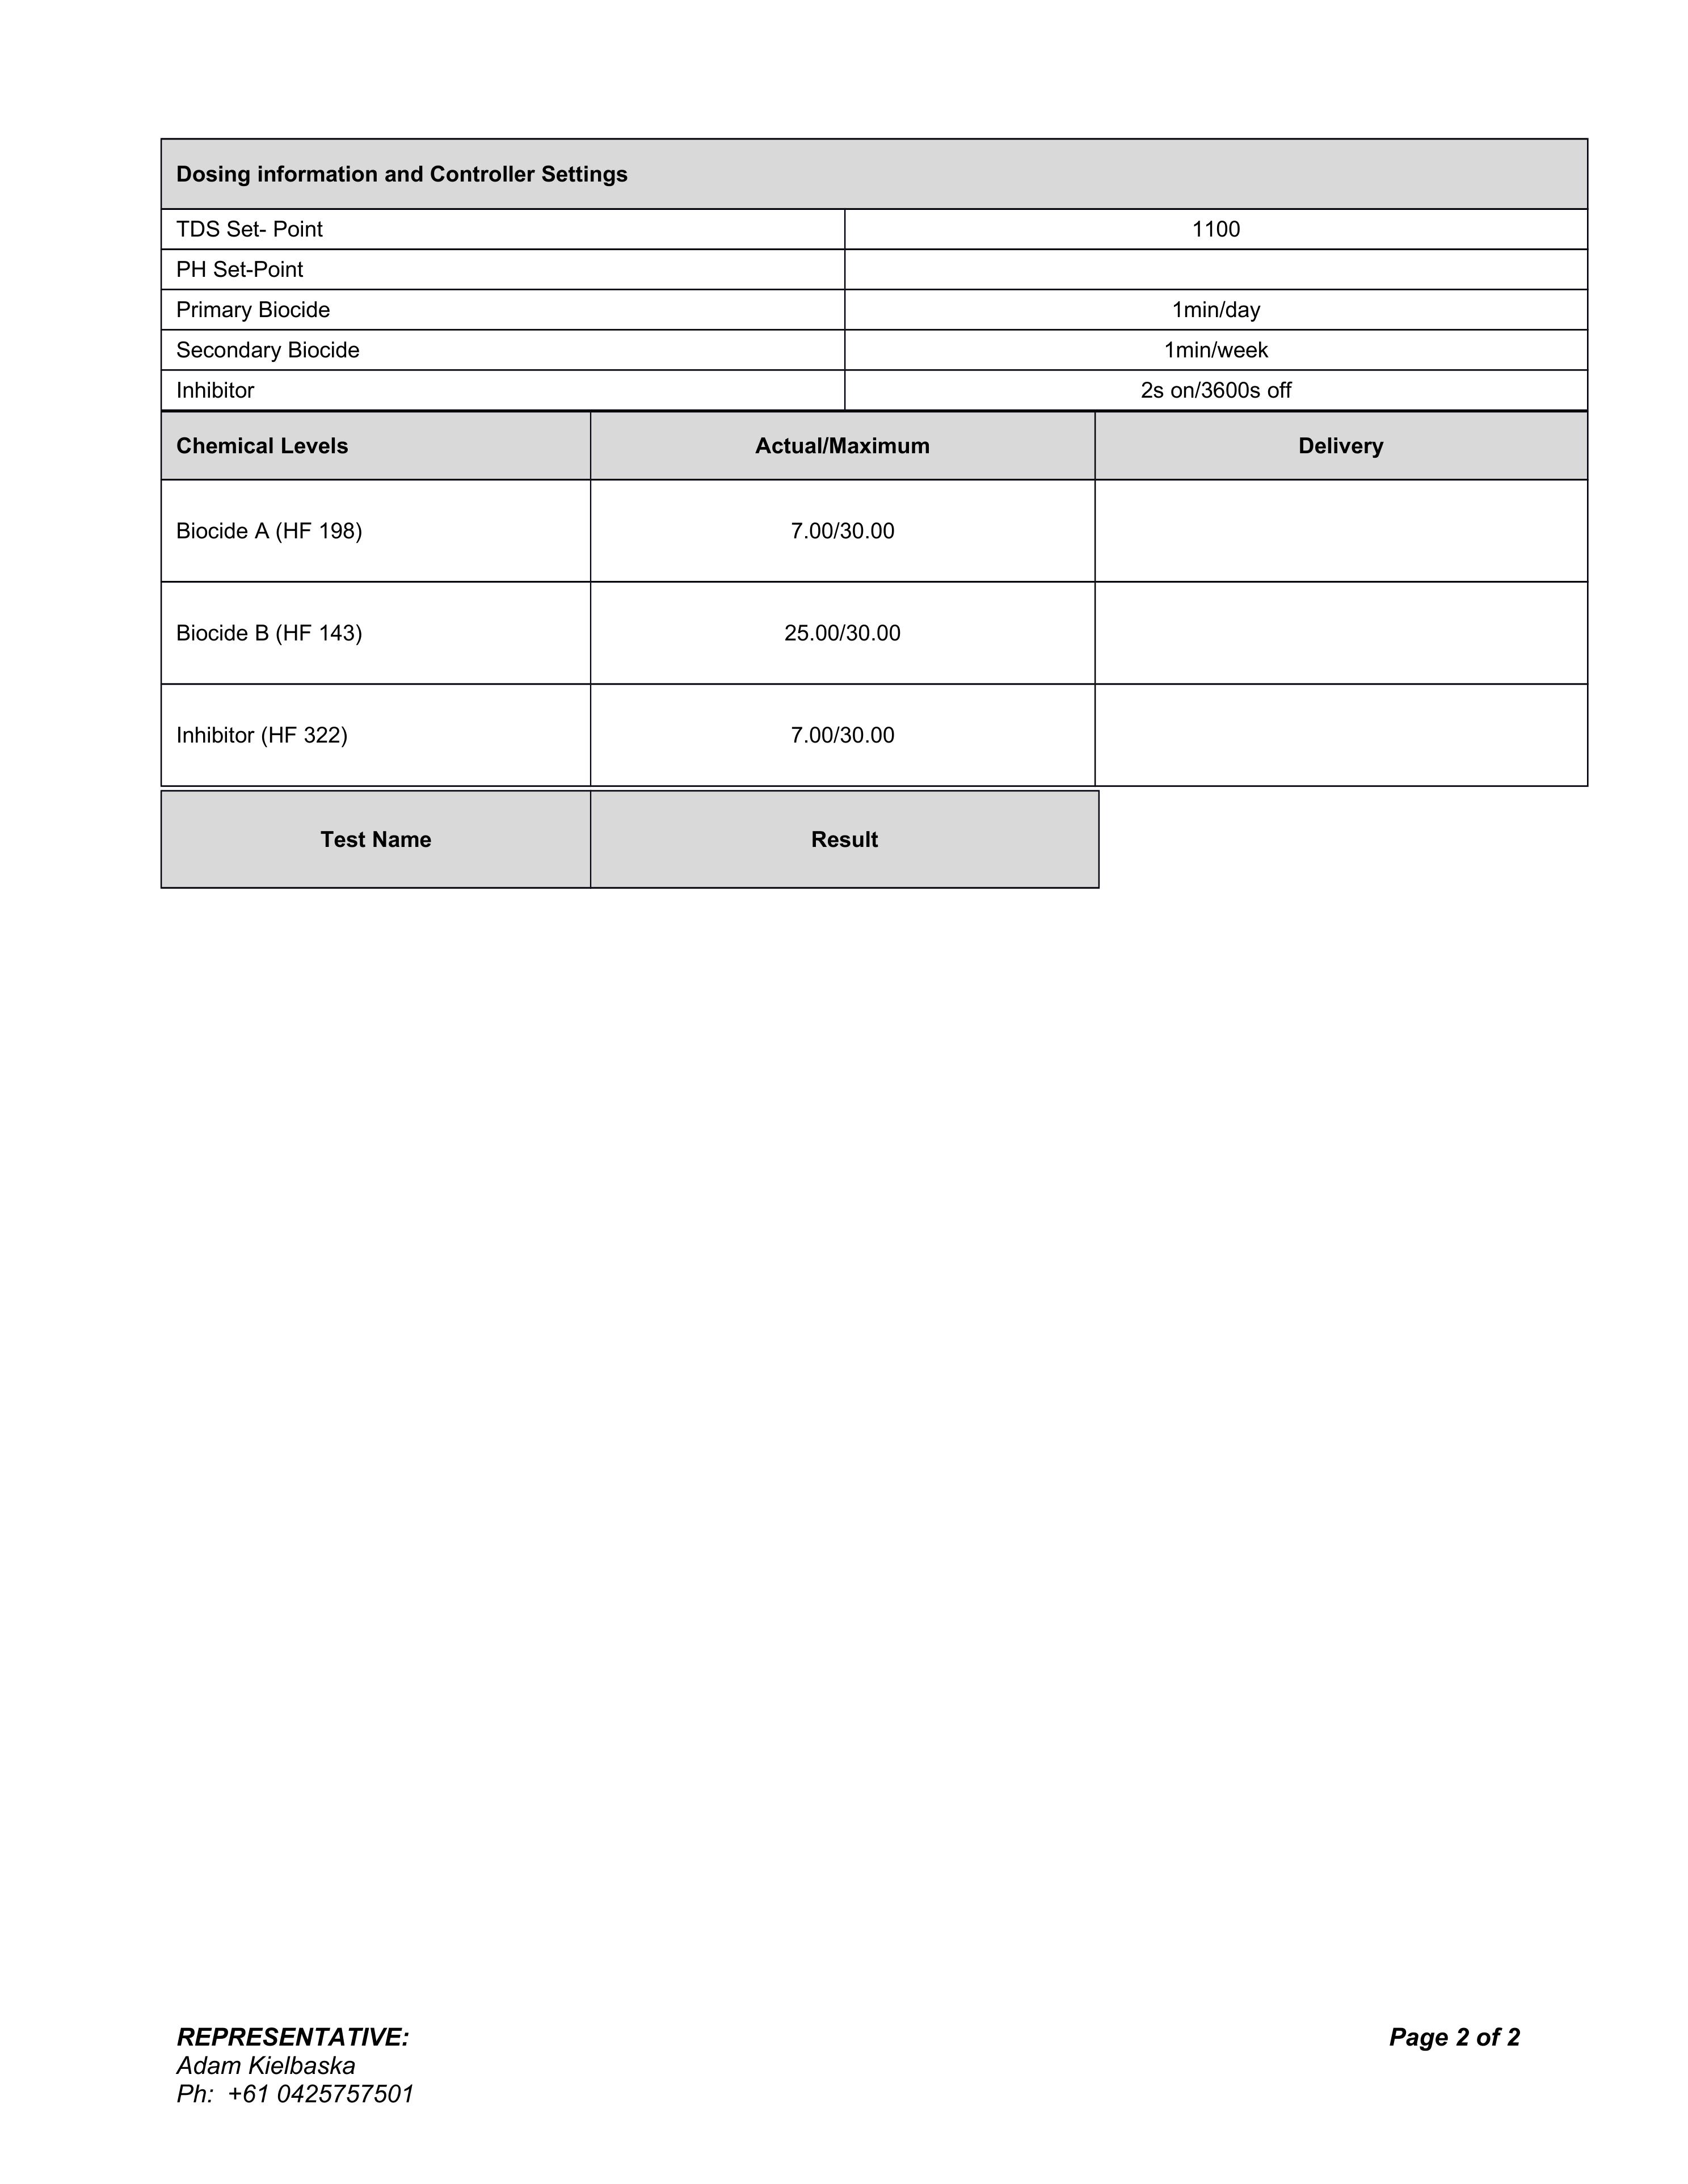 Dosing information and Controller Settings
TDS Set- Point 1100
PH Set-Point
Primary Biocide 1min/day
Secondary Biocide 1min/week
Inhibitor 2s on/3600s off
Chemical Levels Actual/Maximum Delivery
Biocide A (HF 198) 7.00/30.00
Biocide B (HF 143) 25.00/30.00
Inhibitor (HF 322) 7.00/30.00
Test Name Result
REPRESENTATIVE: Page 2 of 2
Adam Kielbaska
Ph:  +61 0425757501